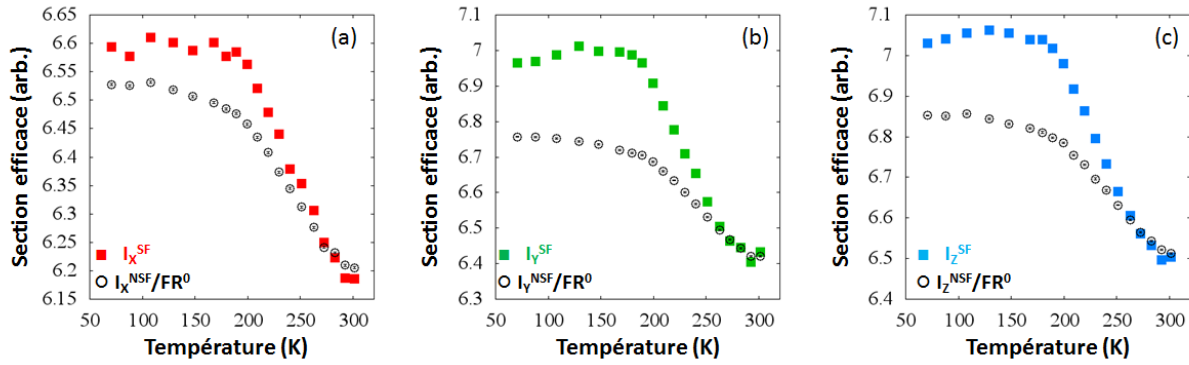 (a)
6.65
6.6
6.55
6.5
6.45
6.4
6.35
6.3
6.25
6.2
6.15
Section efficace (arb.)
I_X^SF
I_X^NSF/FR^0
50 100 150 200 250 300
Température (K)
(b)
7.1
7
6.9
6.8
6.7
6.6
6.5
6.4
6.3
Section efficace (arb.)
I_Y^SF
I_Y^NSF/FR^0
50 100 150 200 250 300
Température (K)
(c)
7.1
7
6.9
6.8
6.7
6.6
6.5
6.4
Section efficace (arb.)
I_Z^SF
I_Z^NSF/FR^0
50 100 150 200 250 300
Température (K)